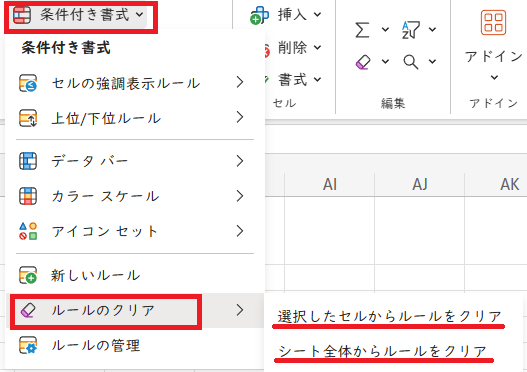 条件付き書式
条件付き書式
セルの強調表示ルール
上位/下位ルール
データ バー
カラー スケール
アイコン セット
新しいルール
ルールのクリア
ルールの管理
選択したセルからルールをクリア
シート全体からルールをクリア
挿入
削除
書式
セル
編集
アドイン
アドイン
AI
AJ
AK